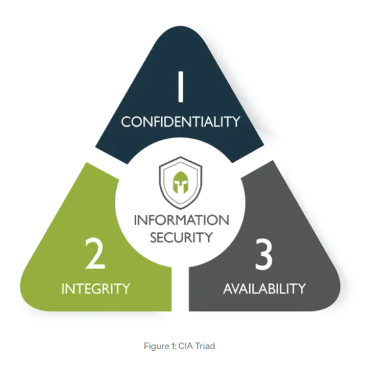 1
CONFIDENTIALITY
INFORMATION
SECURITY
2
INTEGRITY
3
AVAILABILITY
Figure 1: CIA Triad